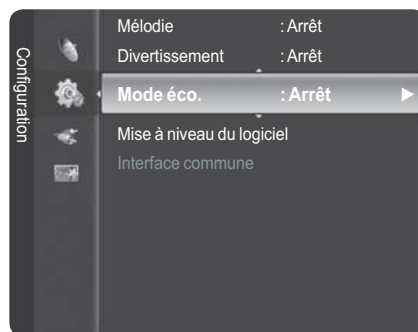 Configuration
Mélodie : Arrêt
Divertissement : Arrêt
Mode éco. : Arrêt
Mise à niveau du logiciel
Interface commune